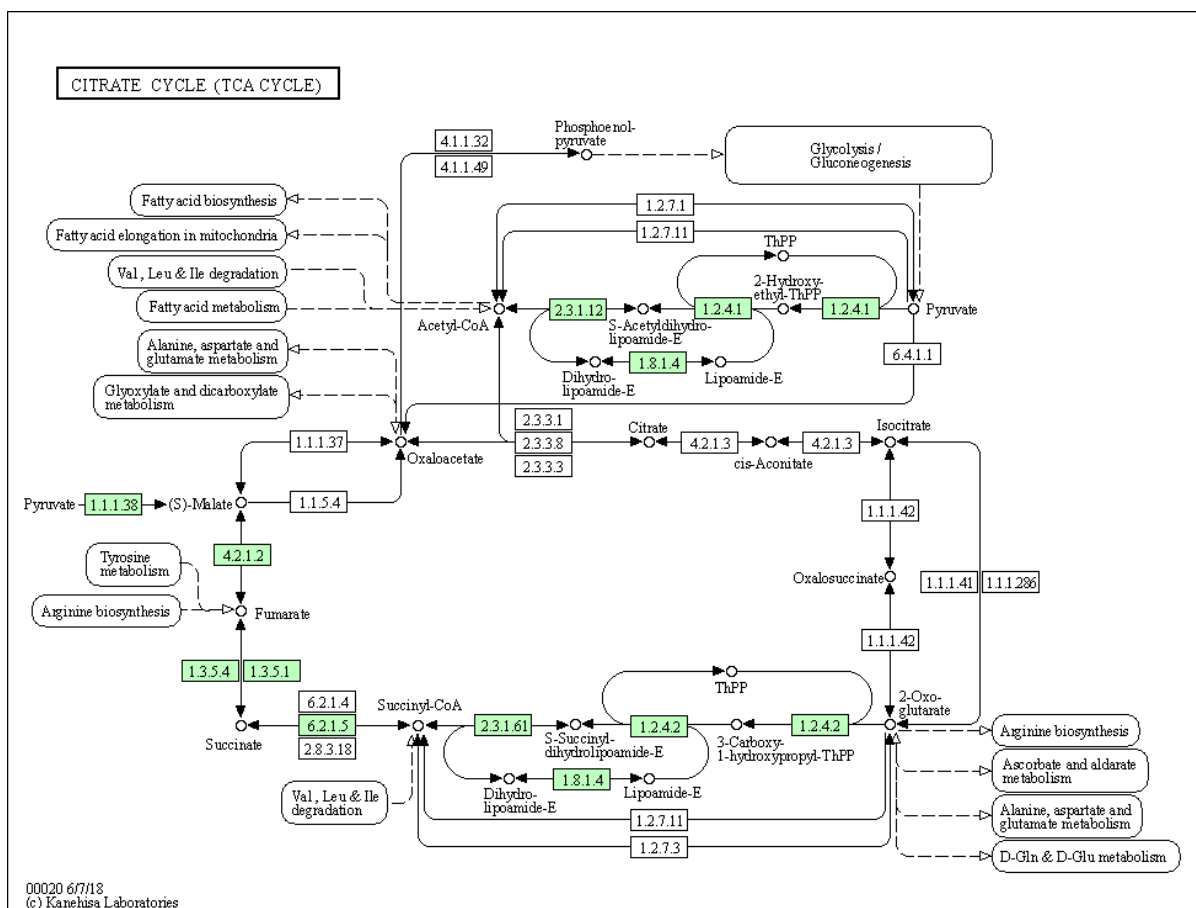 CITRATE CYCLE (TCA CYCLE)
Phosphoenol-
pyruvate
4.1.1.32
4.1.1.49
Glycolysis /
Gluconeogenesis
Fatty acid biosynthesis
Fatty acid elongation in mitochondria
Val, Leu & Ile degradation
Fatty acid metabolism
Alanine, aspartate and
glutamate metabolism
Glyoxylate and dicarboxylate
metabolism
1.2.7.1
1.2.7.11
ThPP
2-Hydroxy-
ethyl-ThPP
Acetyl-CoA
2.3.1.12
S-Acetyldihydro-
lipoamide-E
1.2.4.1
1.2.4.1
Pyruvate
Dihydro-
lipoamide-E
1.8.1.4
Lipoamide-E
6.4.1.1
1.1.1.37
Oxaloacetate
2.3.3.1
2.3.3.8
2.3.3.3
Citrate
4.2.1.3
cis-Aconitate
4.2.1.3
Isocitrate
Pyruvate
1.1.1.38
(S)-Malate
1.1.5.4
1.1.1.42
4.2.1.2
Tyrosine
metabolism
Arginine biosynthesis
Fumarate
Oxalosuccinate
1.1.1.41
1.1.1.286
1.1.1.42
1.3.5.4
1.3.5.1
ThPP
6.2.1.4
6.2.1.5
2.8.3.18
Succinate
Succinyl-CoA
2.3.1.61
S-Succinyl-
dihydrolipoamide-E
1.2.4.2
3-Carboxy-
1-hydroxypropyl-ThPP
1.2.4.2
2-Oxo-
glutarate
Dihydro-
lipoamide-E
1.8.1.4
Lipoamide-E
Val, Leu & Ile
degradation
1.2.7.11
1.2.7.3
Arginine biosynthesis
Ascorbate and aldarate
metabolism
Alanine, aspartate and
glutamate metabolism
D-Gln & D-Glu metabolism
00020 6/7/18
(c) Kanehisa Laboratories